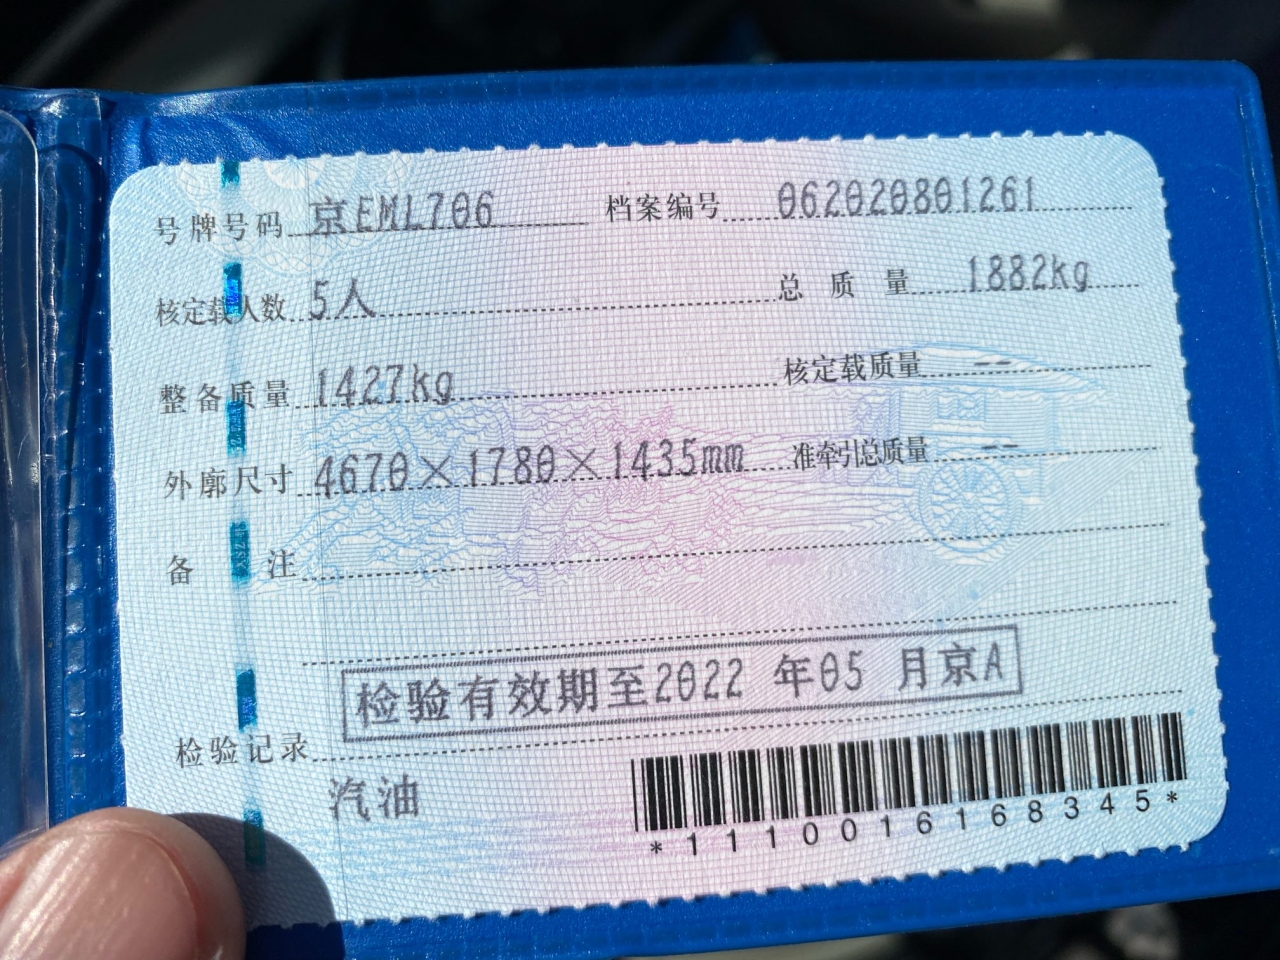 号牌号码 京EML706 档案编号 062020801261
核定载人数 5人 总质量 1882kg
整备质量 1427kg 核定载质量 --
外廓尺寸 4670×1780×1435mm 准牵引总质量 --
备注
检验有效期至2022 年05 月京A
检验记录
汽油
*1110016168345*